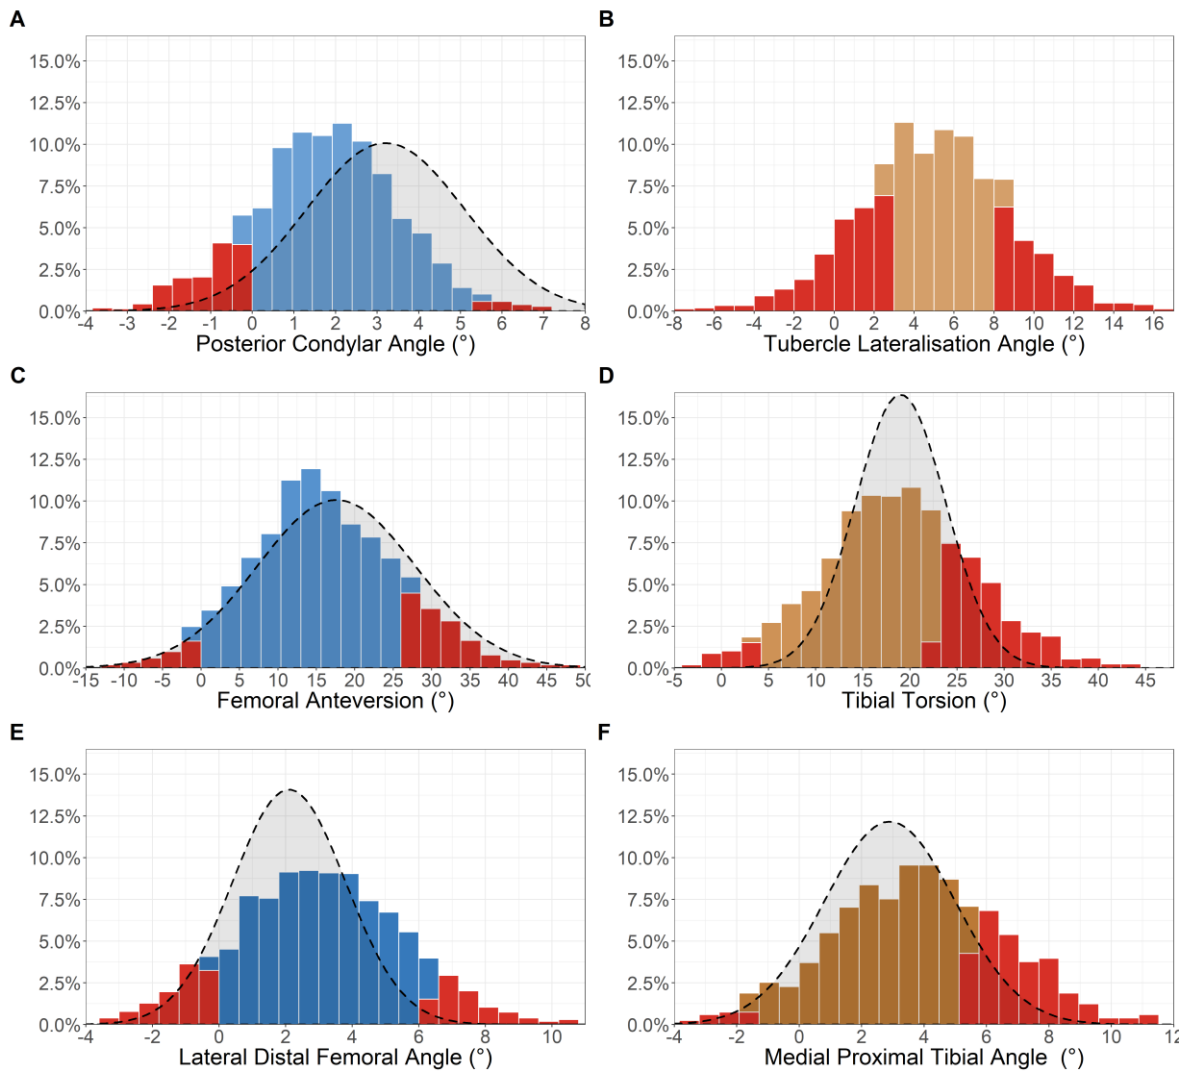 A
15.0%
12.5%
10.0%
7.5%
5.0%
2.5%
0.0%
-4 -3 -2 -1 0 1 2 3 4 5 6 7 8
Posterior Condylar Angle (°)
B
15.0%
12.5%
10.0%
7.5%
5.0%
2.5%
0.0%
-8 -6 -4 -2 0 2 4 6 8 10 12 14 16
Tubercle Lateralisation Angle (°)
C
15.0%
12.5%
10.0%
7.5%
5.0%
2.5%
0.0%
-15 -10 -5 0 5 10 15 20 25 30 35 40 45 50
Femoral Anteversion (°)
D
15.0%
12.5%
10.0%
7.5%
5.0%
2.5%
0.0%
-5 0 5 10 15 20 25 30 35 40 45
Tibial Torsion (°)
E
15.0%
12.5%
10.0%
7.5%
5.0%
2.5%
0.0%
-4 -2 0 2 4 6 8 10
Lateral Distal Femoral Angle (°)
F
15.0%
12.5%
10.0%
7.5%
5.0%
2.5%
0.0%
-4 -2 0 2 4 6 8 10 12
Medial Proximal Tibial Angle (°)